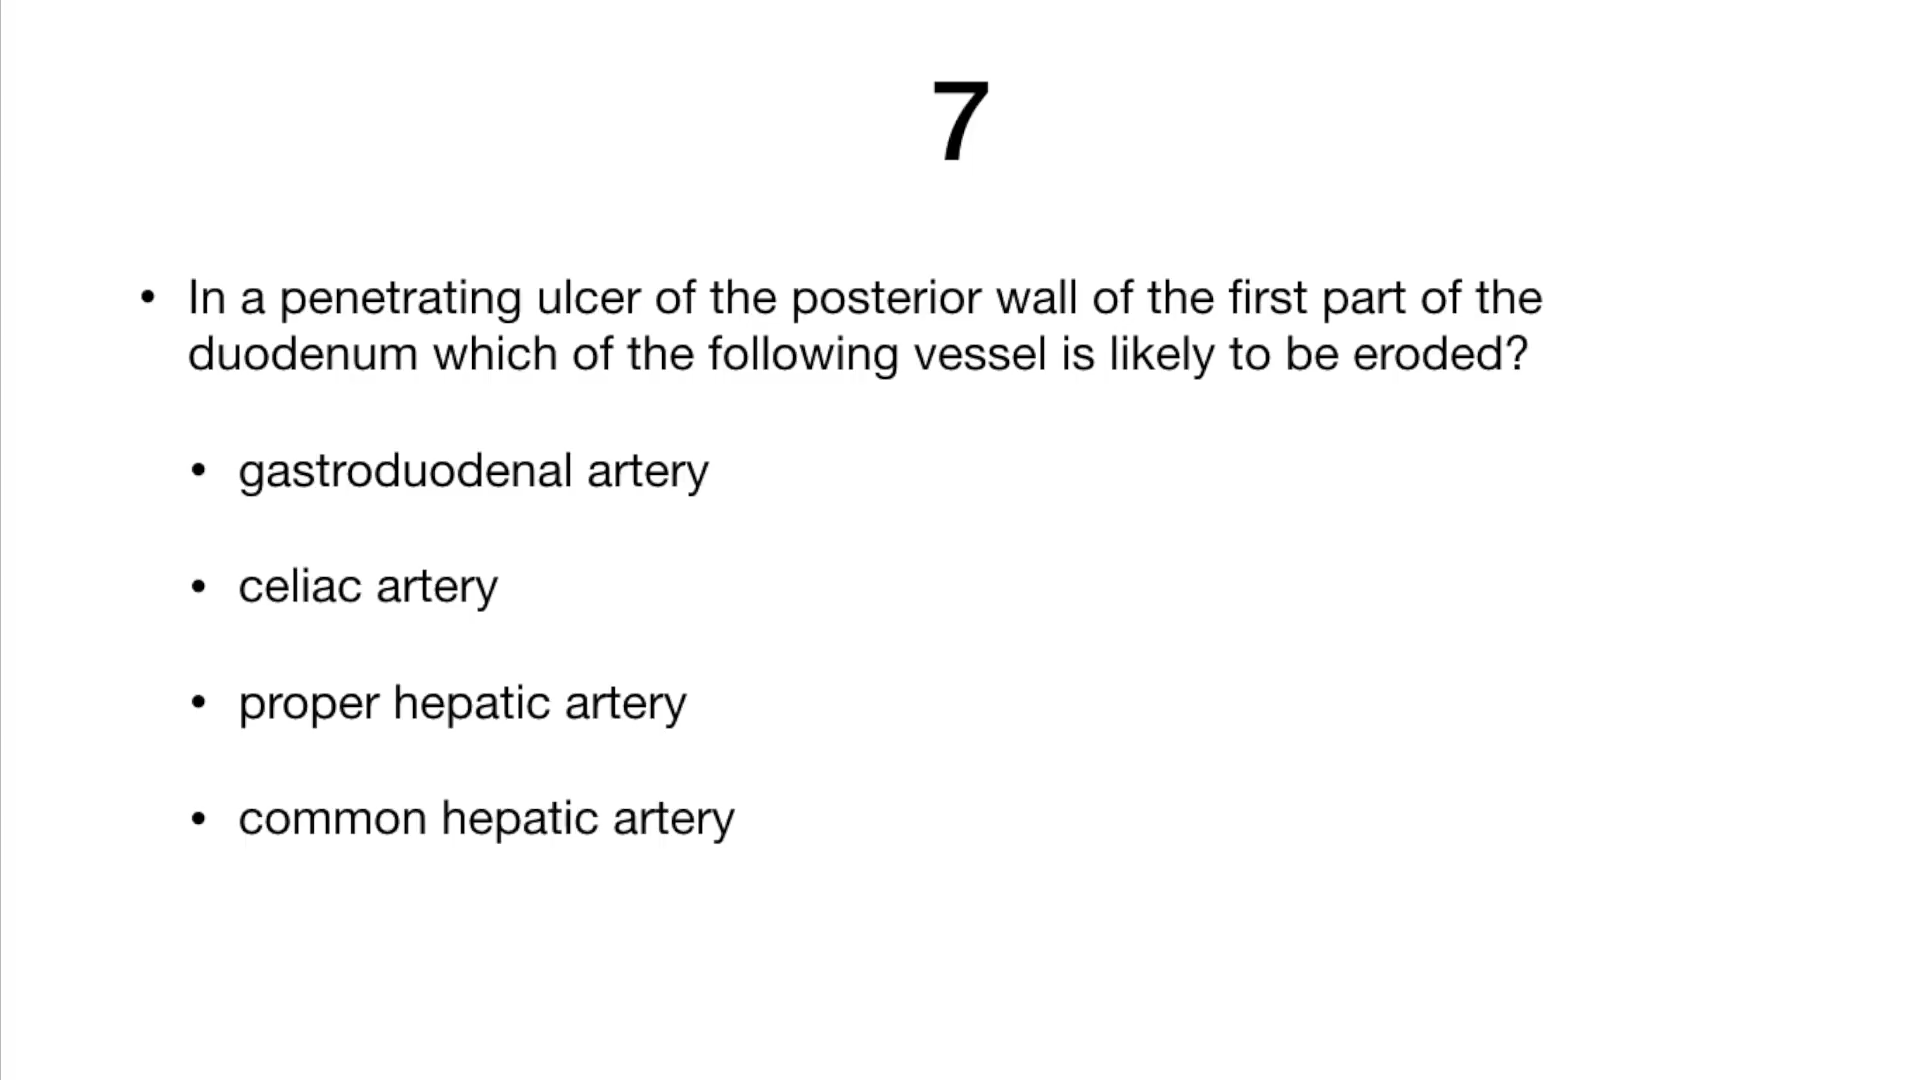 7
• In a penetrating ulcer of the posterior wall of the first part of the
duodenum which of the following vessel is likely to be eroded?
• gastroduodenal artery
• celiac artery
• proper hepatic artery
• common hepatic artery